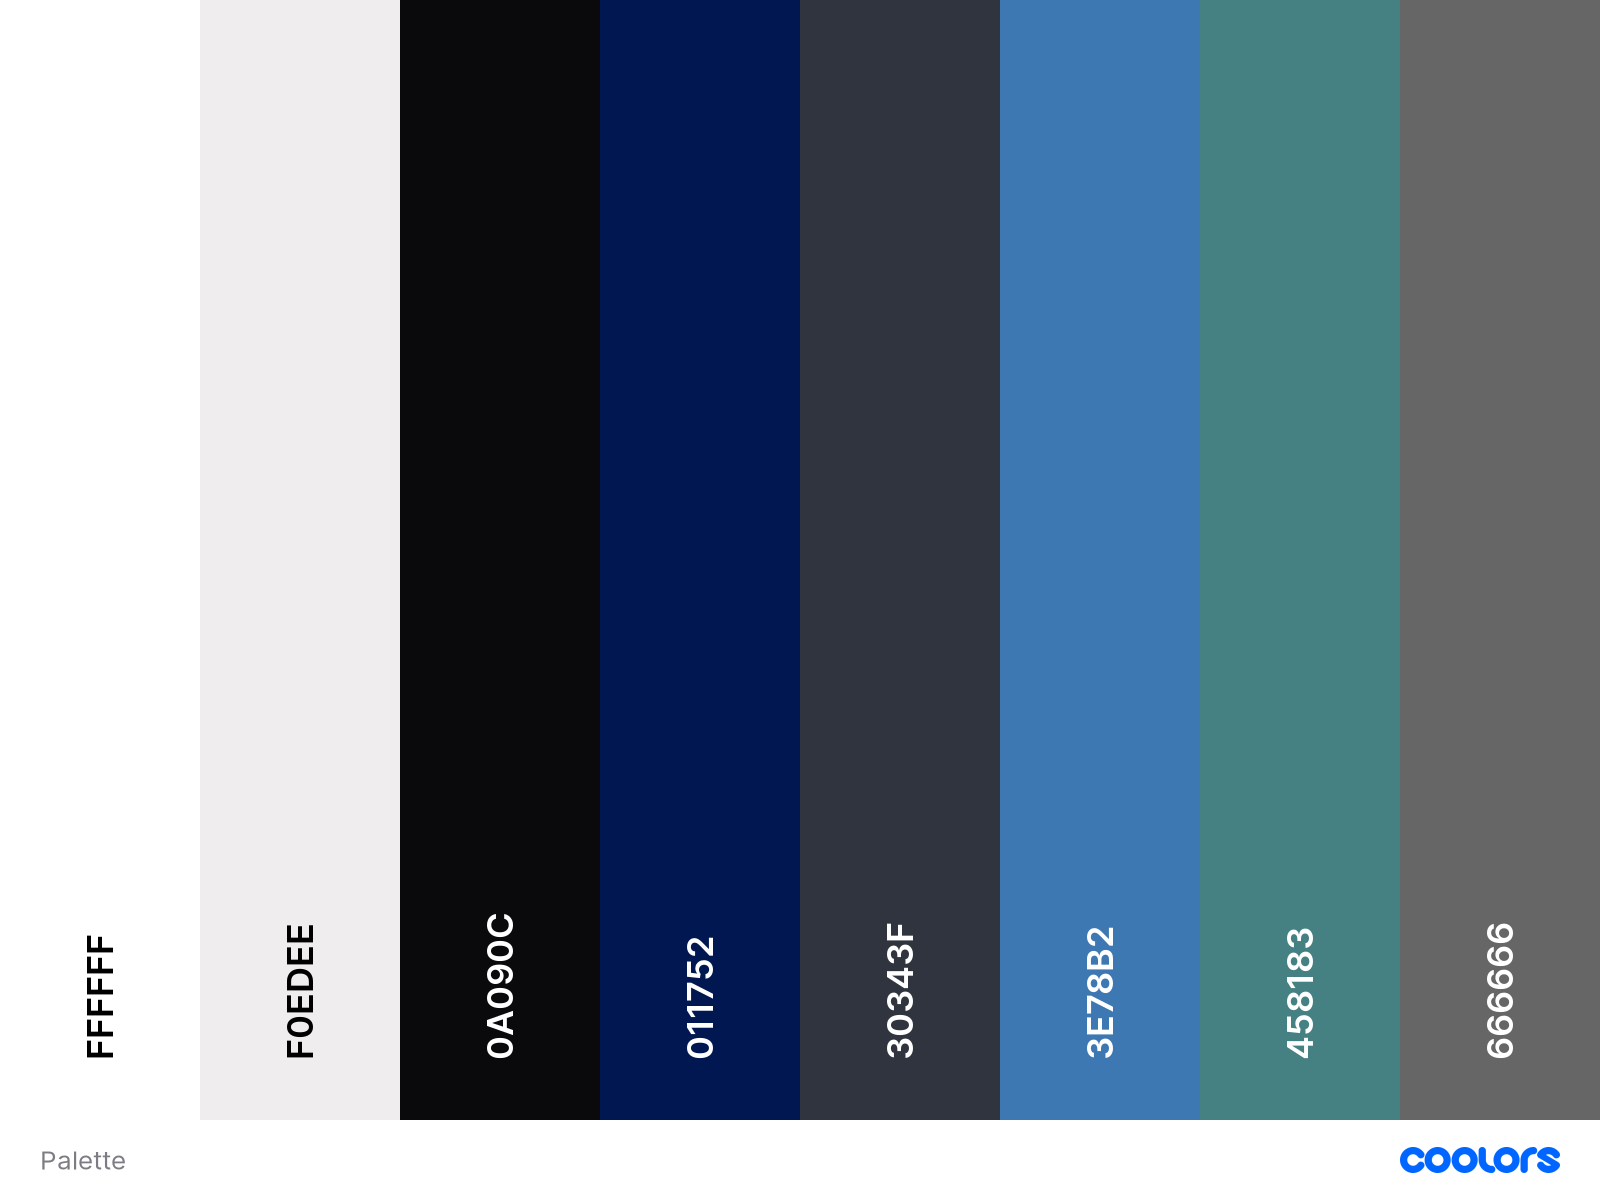 FFFFFF
F0EDEE
0A090C
011752
30343F
3E78B2
458183
666666
Palette
coolors